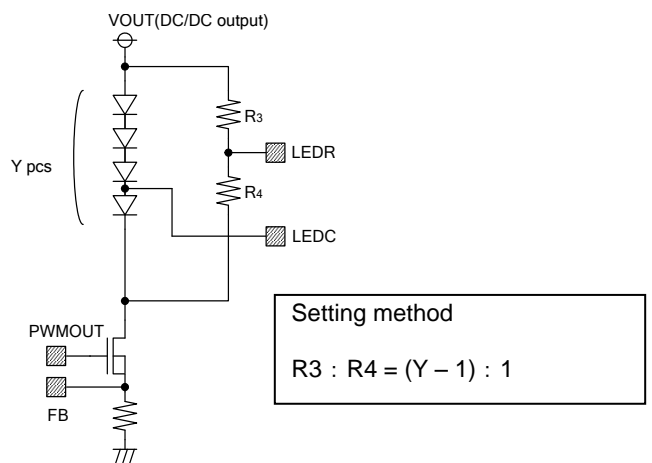 VOUT(DC/DC output)
R3
LEDR
Y pcs
R4
LEDC
PWMOUT
FB
Setting method
R3 : R4 = (Y – 1) : 1